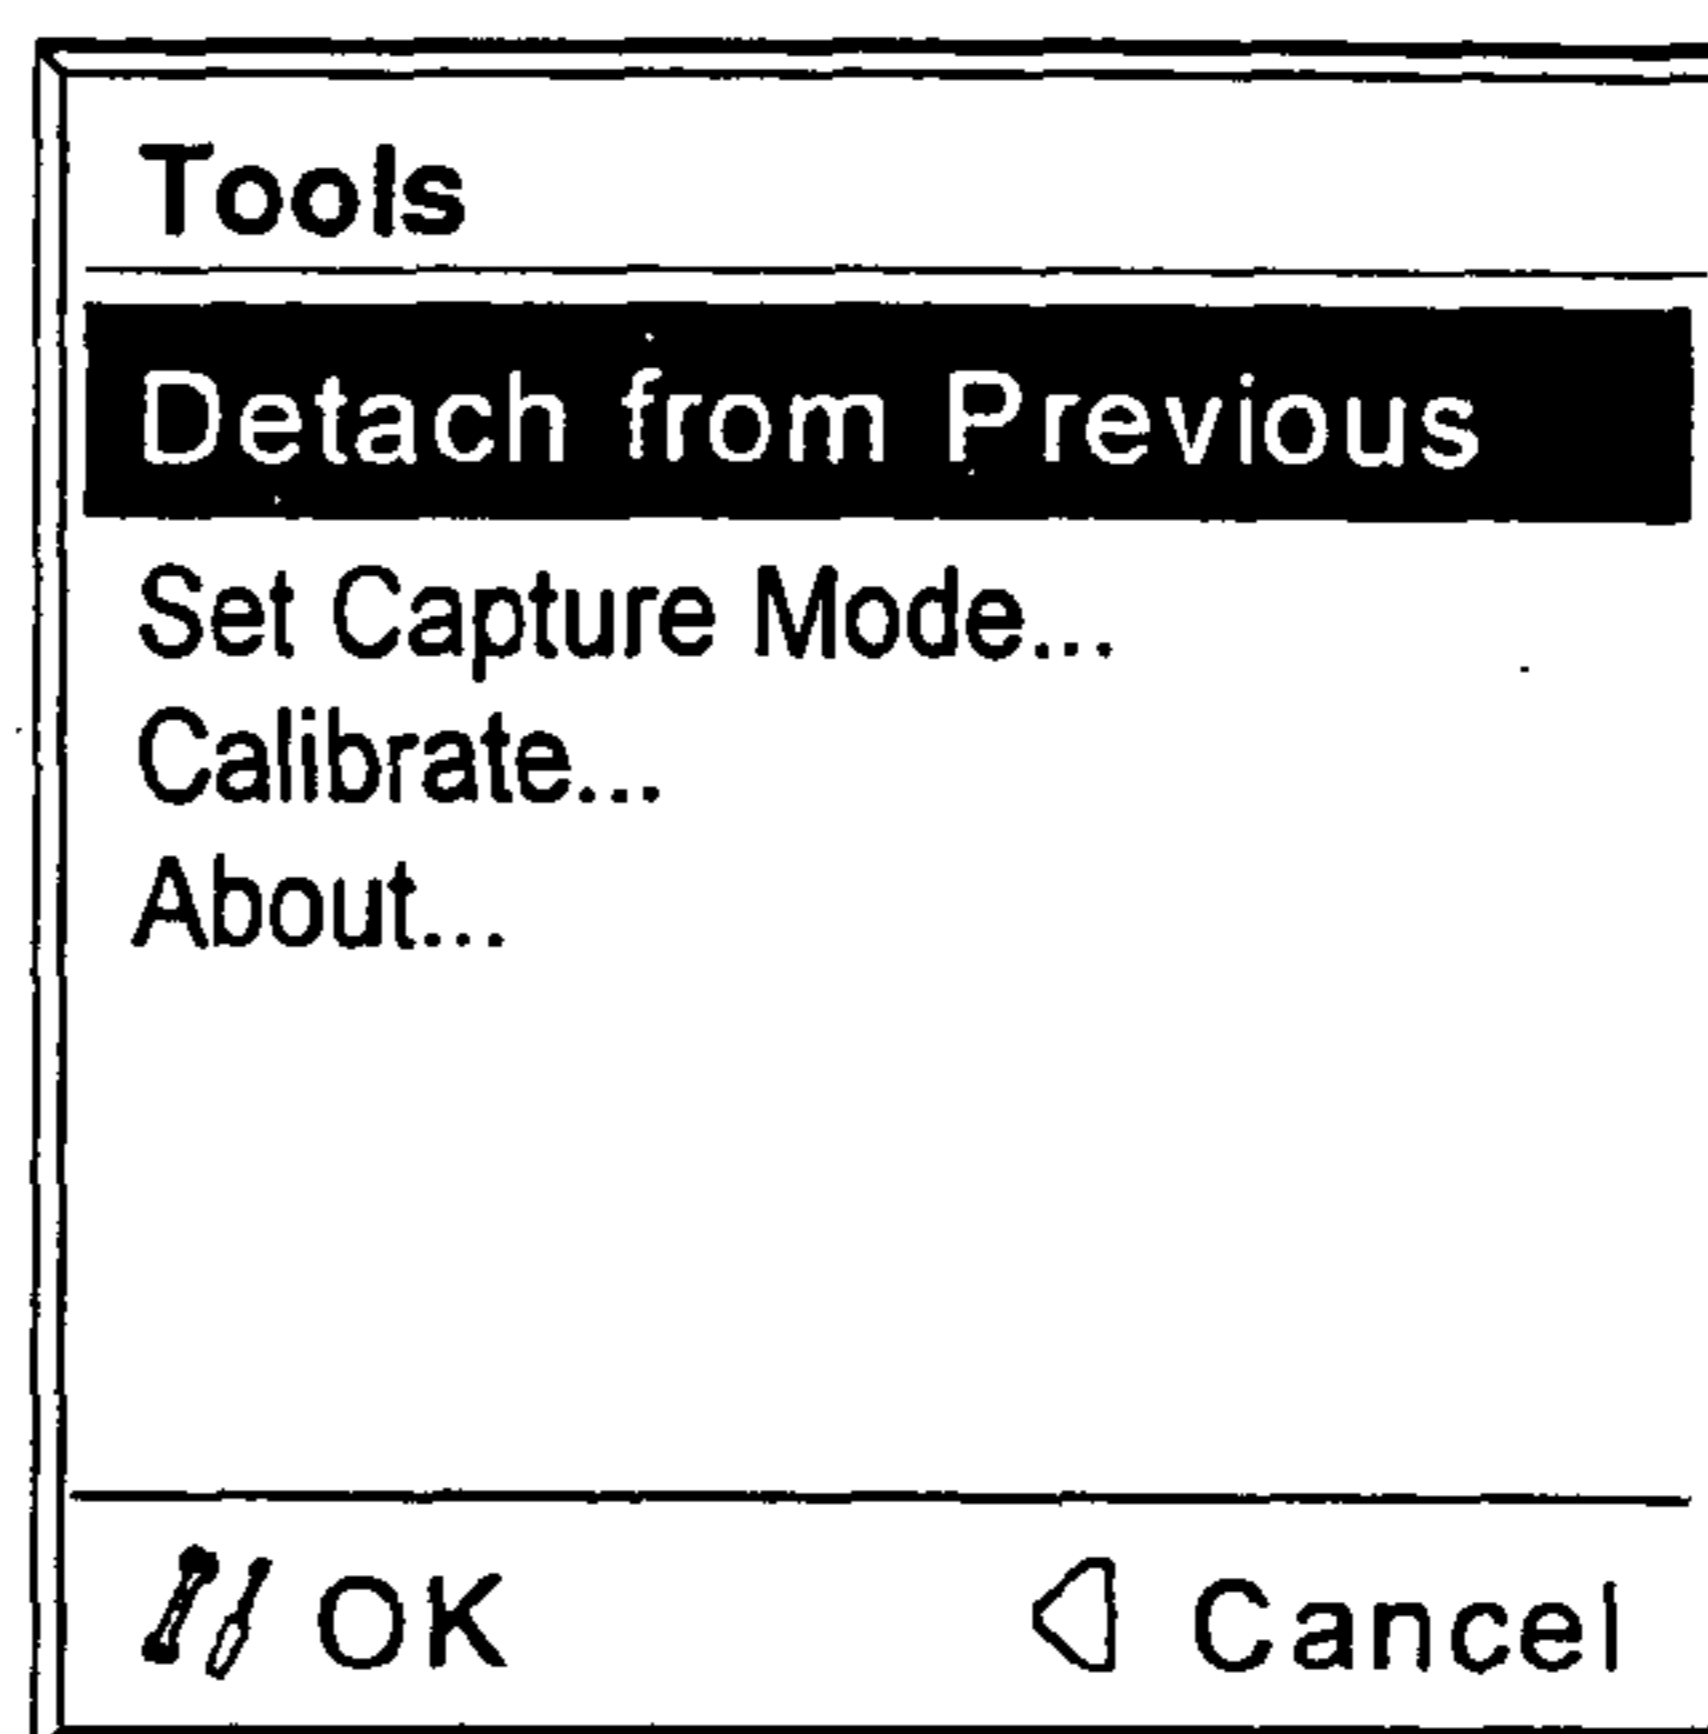 Tools
Detach from Previous
Set Capture Mode...
Calibrate...
About...
OK Cancel